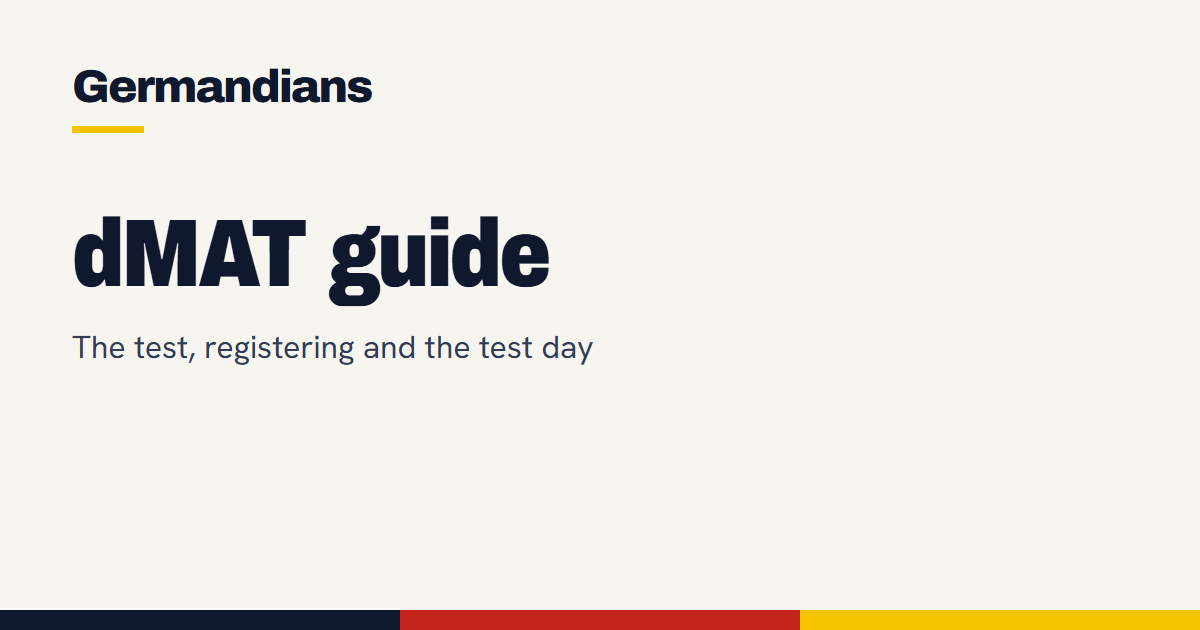 Germandians
dMAT guide
The test, registering and the test day